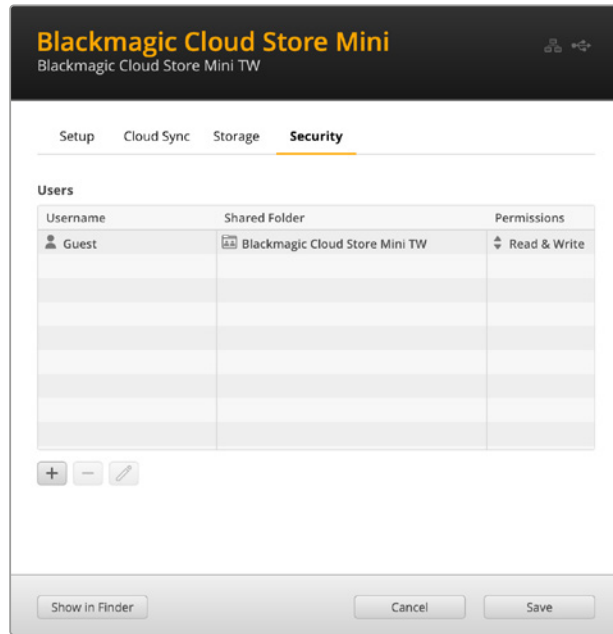 Blackmagic Cloud Store Mini
Blackmagic Cloud Store Mini TW
Setup Cloud Sync Storage Security
Users
Username Shared Folder Permissions
Guest Blackmagic Cloud Store Mini TW Read & Write
Show in Finder Cancel Save